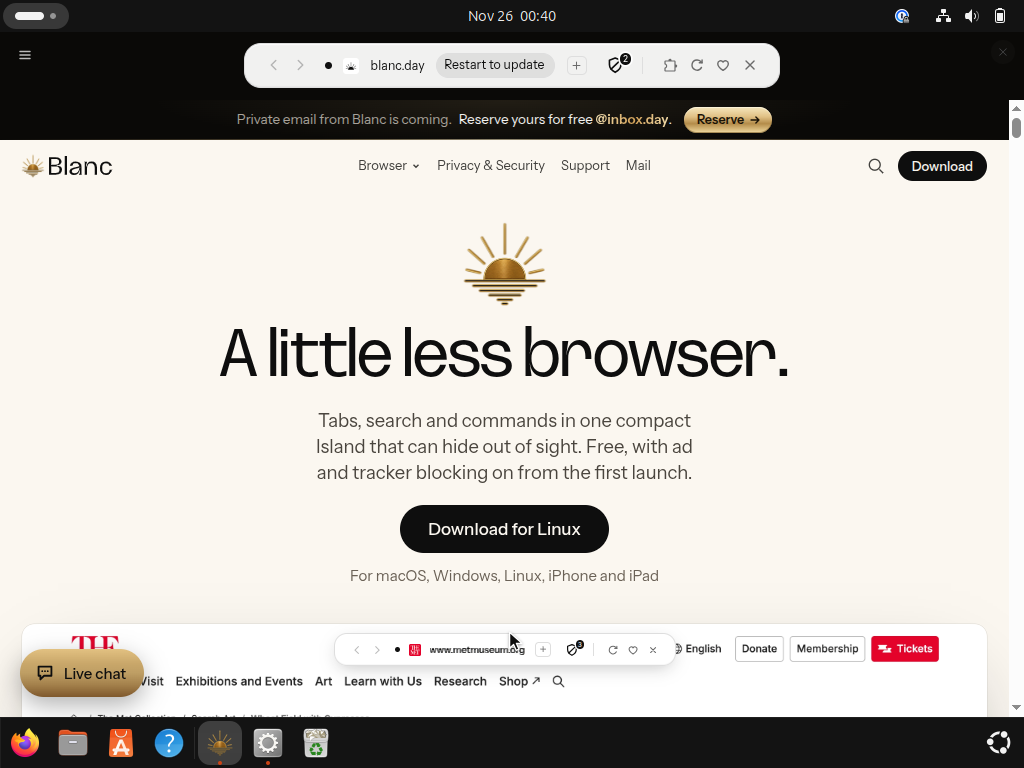 Nov 26 00:40
blanc.day
Restart to update
2
Private email from Blanc is coming. Reserve yours for free @inbox.day.
Reserve →
Blanc
Browser
Privacy & Security
Support
Mail
Download
A little less browser.
Tabs, search and commands in one compact
Island that can hide out of sight. Free, with ad
and tracker blocking on from the first launch.
Download for Linux
For macOS, Windows, Linux, iPhone and iPad
THE
www.metmuseum.org
3
English
Donate
Membership
Tickets
Live chat
Visit
Exhibitions and Events
Art
Learn with Us
Research
Shop ↗